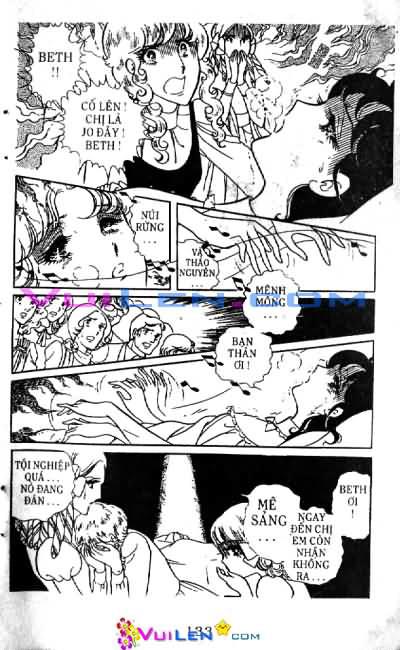 BETH
!!
CỐ LÊN !
CHỊ LÀ
JO ĐÂY !
BETH !
NÚI
RỪNG
...
VÀ
THẢO
NGUYÊN
...
MÊNH
MÔNG
...
BẠN
THÂN
ƠI !
VuiLen.com
TỘI NGHIỆP
QUÁ ...
NÓ ĐANG
ĐÀN ...
MÊ
SẢNG
...
BETH
ƠI !
NGAY
ĐẾN CHỊ
EM CÒN
NHẬN
KHÔNG
RA ...
133
VuiLen.com